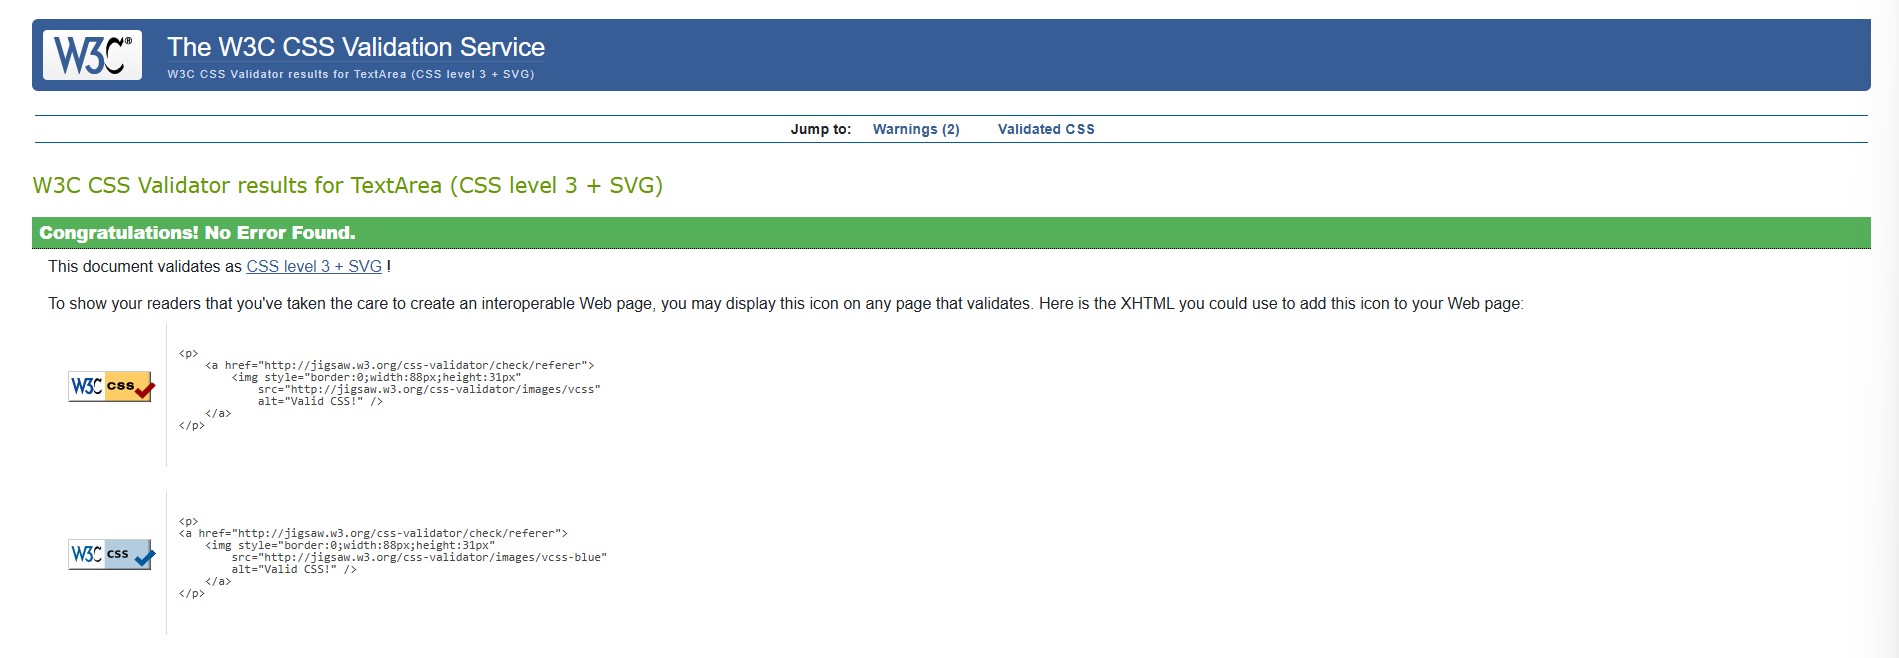 W3C®
The W3C CSS Validation Service
W3C CSS Validator results for TextArea (CSS level 3 + SVG)
Jump to: Warnings (2) Validated CSS
W3C CSS Validator results for TextArea (CSS level 3 + SVG)
Congratulations! No Error Found.
This document validates as CSS level 3 + SVG !
To show your readers that you've taken the care to create an interoperable Web page, you may display this icon on any page that validates. Here is the XHTML you could use to add this icon to your Web page:
W3C css
<p>
    <a href="http://jigsaw.w3.org/css-validator/check/referer">
        <img style="border:0;width:88px;height:31px"
            src="http://jigsaw.w3.org/css-validator/images/vcss"
            alt="Valid CSS!" />
    </a>
</p>
W3C css
<p>
<a href="http://jigsaw.w3.org/css-validator/check/referer">
    <img style="border:0;width:88px;height:31px"
        src="http://jigsaw.w3.org/css-validator/images/vcss-blue"
        alt="Valid CSS!" />
    </a>
</p>